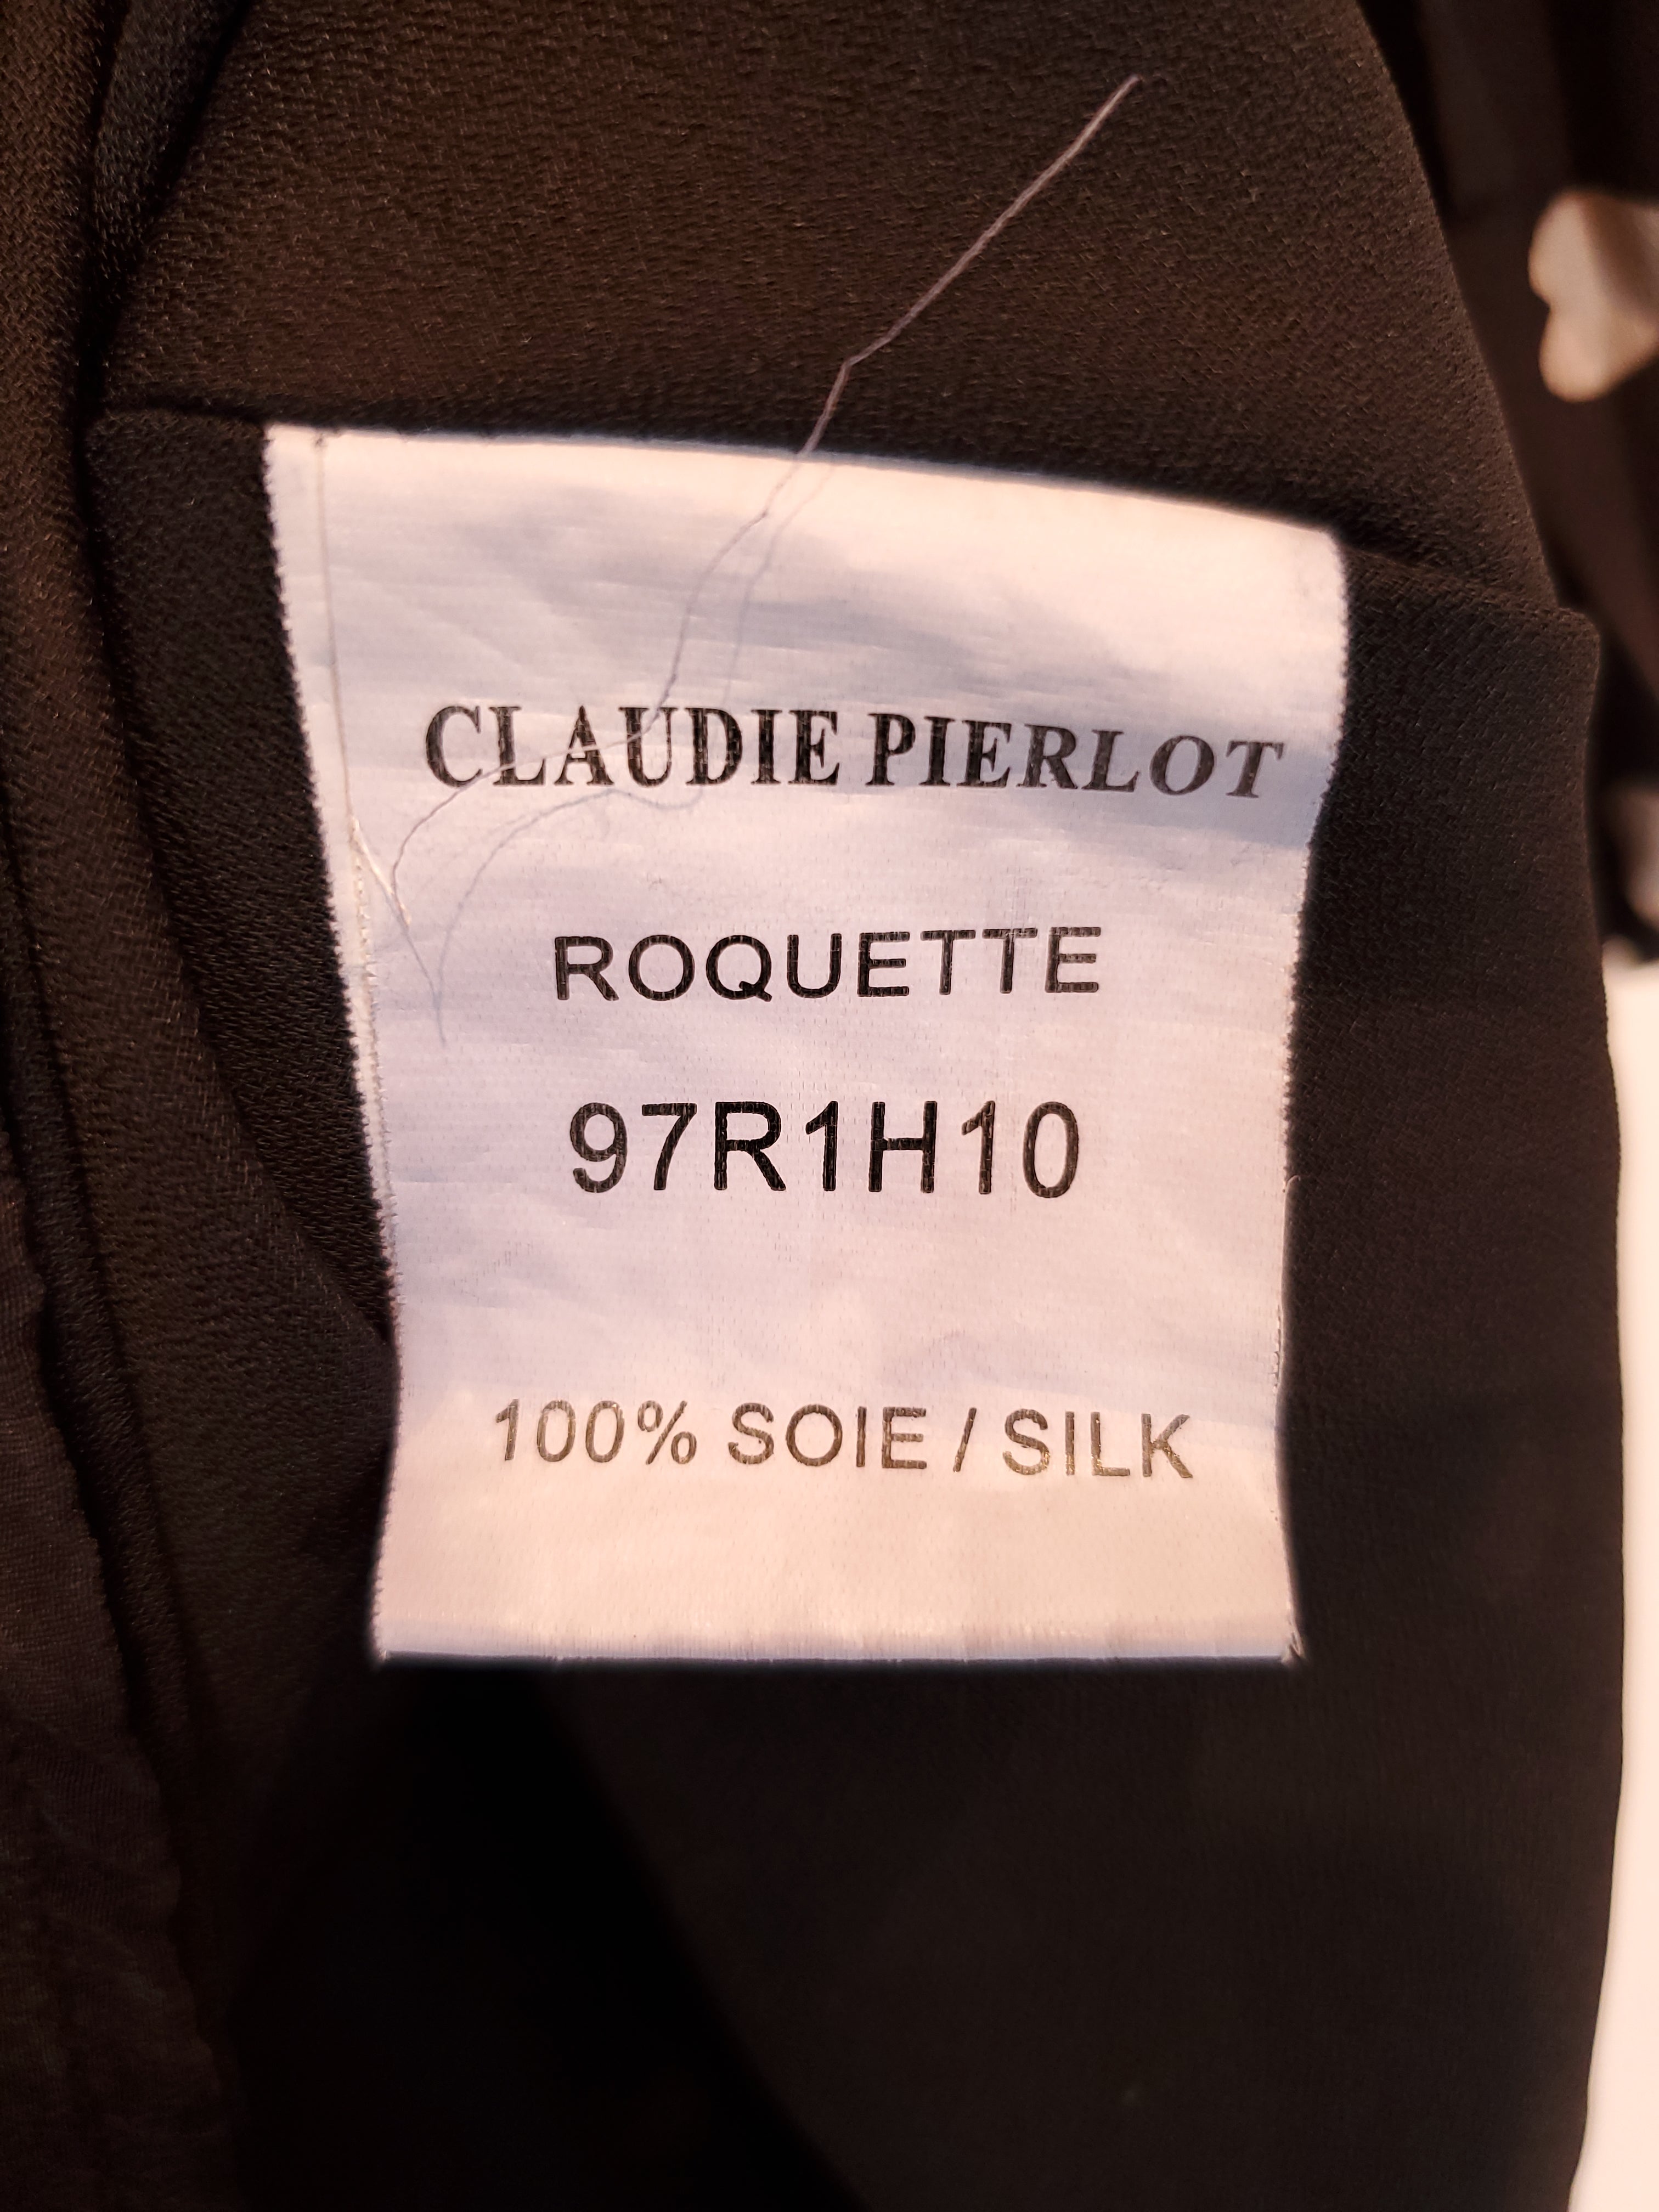 CLAUDIE PIERLOT
ROQUETTE
97R1H10
100% SOIE / SILK